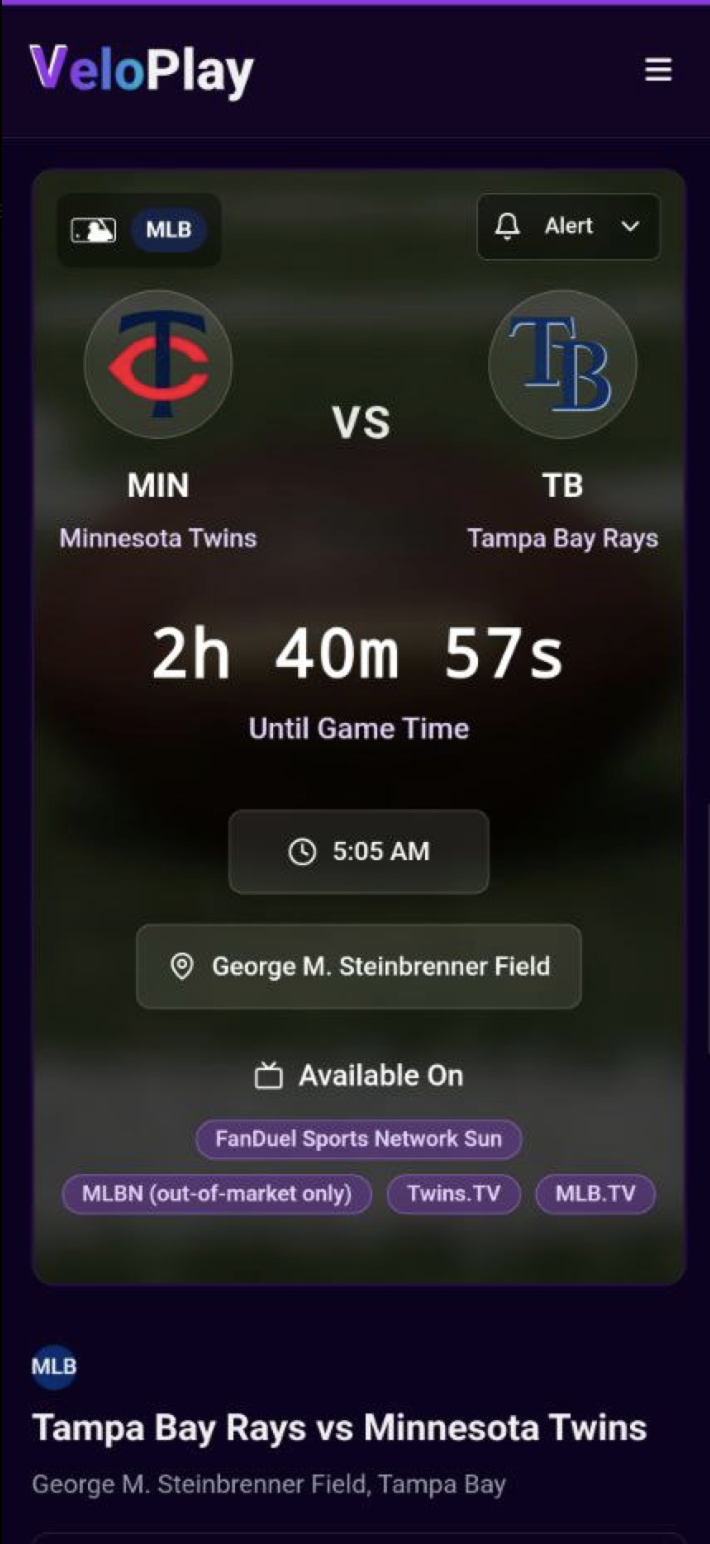 VeloPlay
MLB
Alert
TC
TB
VS
MIN
TB
Minnesota Twins
Tampa Bay Rays
2h 40m 57s
Until Game Time
5:05 AM
George M. Steinbrenner Field
Available On
FanDuel Sports Network Sun
MLBN (out-of-market only)
Twins.TV
MLB.TV
MLB
Tampa Bay Rays vs Minnesota Twins
George M. Steinbrenner Field, Tampa Bay